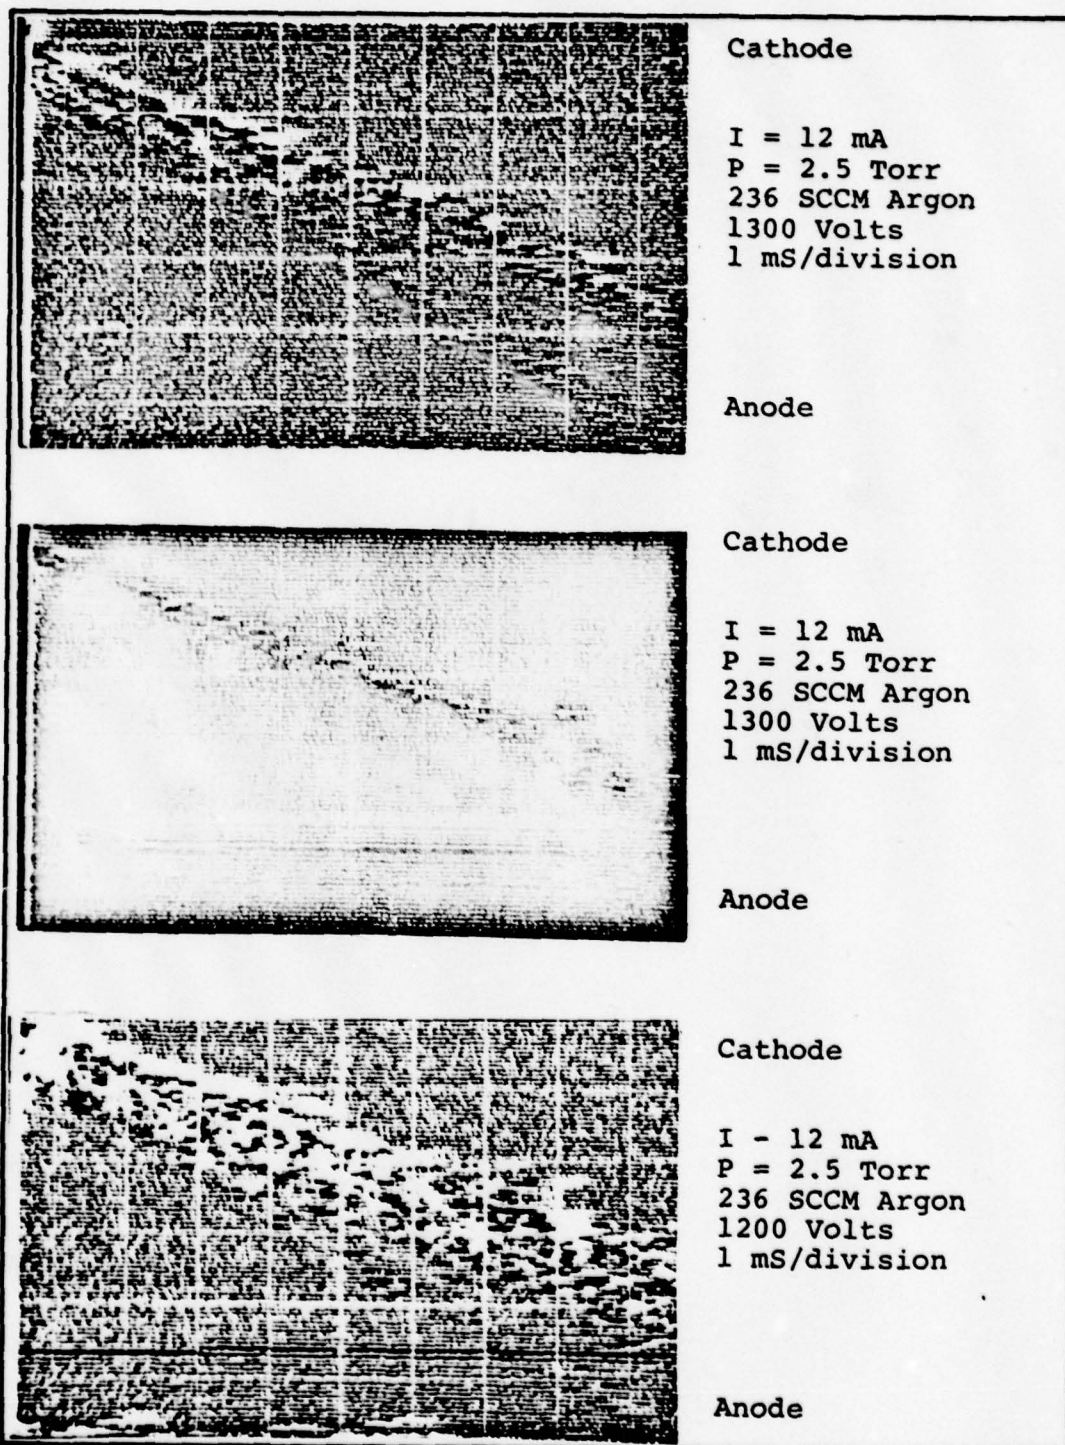 Cathode
I = 12 mA
P = 2.5 Torr
236 SCCM Argon
1300 Volts
1 mS/division
Anode
Cathode
I = 12 mA
P = 2.5 Torr
236 SCCM Argon
1300 Volts
1 mS/division
Anode
Cathode
I - 12 mA
P = 2.5 Torr
236 SCCM Argon
1200 Volts
1 mS/division
Anode